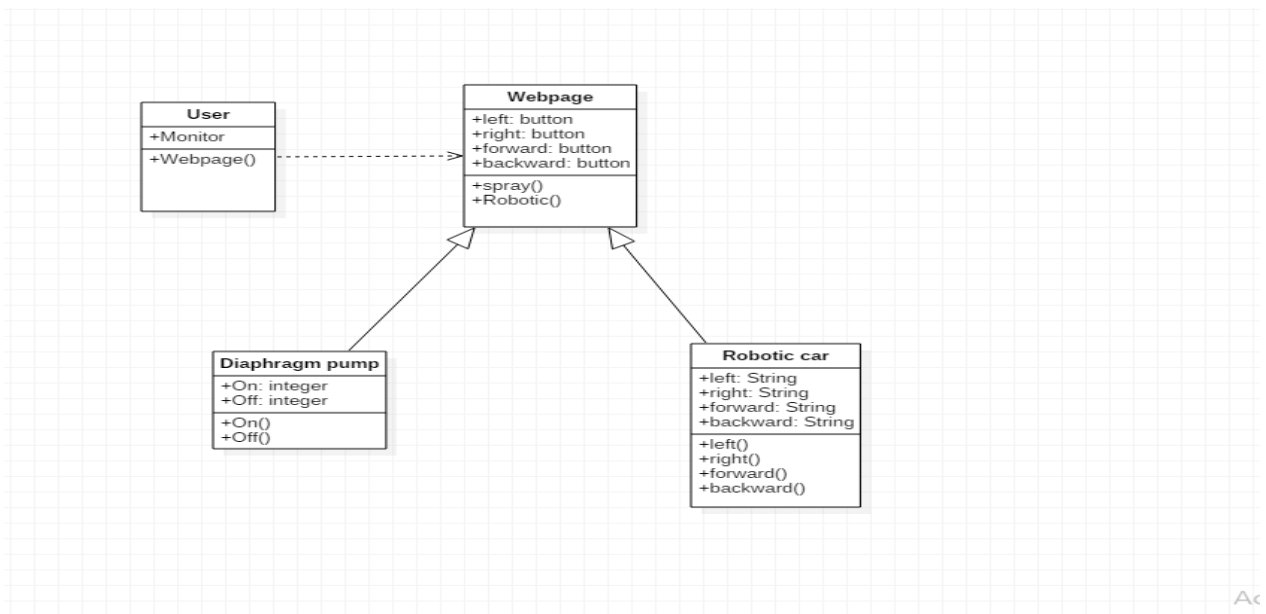 User
+Monitor
+Webpage()
Webpage
+left: button
+right: button
+forward: button
+backward: button
+spray()
+Robotic()
Diaphragm pump
+On: integer
+Off: integer
+On()
+Off()
Robotic car
+left: String
+right: String
+forward: String
+backward: String
+left()
+right()
+forward()
+backward()